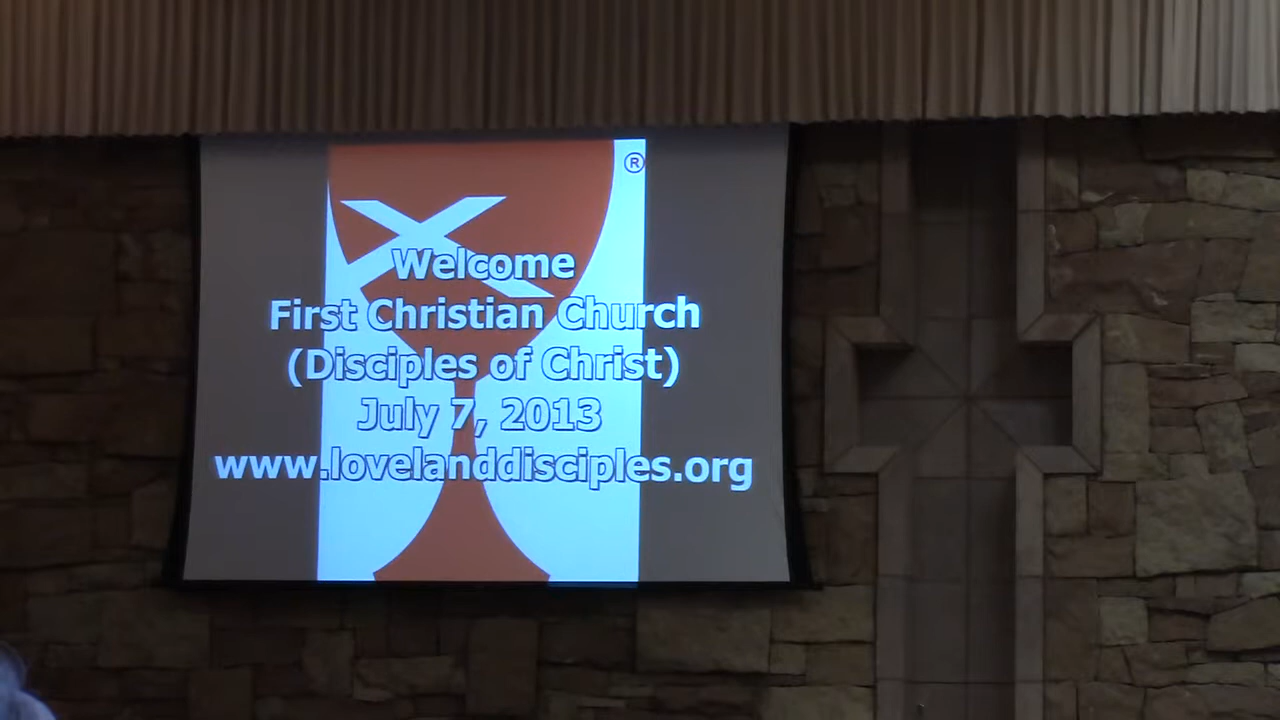 ®
Welcome
First Christian Church
(Disciples of Christ)
July 7, 2013
www.lovelanddisciples.org